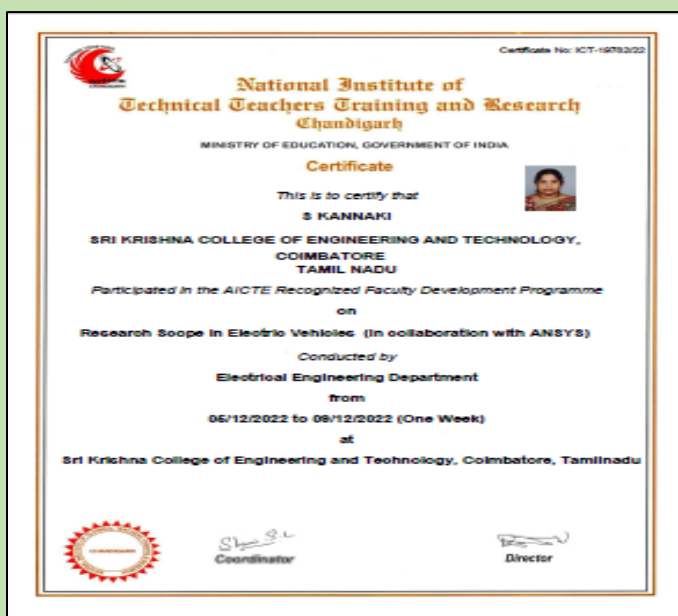 Certificate No: ICT-19782/22
National Institute of
Technical Teachers Training and Research
Chandigarh
MINISTRY OF EDUCATION, GOVERNMENT OF INDIA
Certificate
This is to certify that
S KANNAKI
SRI KRISHNA COLLEGE OF ENGINEERING AND TECHNOLOGY,
COIMBATORE
TAMIL NADU
Participated in the AICTE Recognized Faculty Development Programme
on
Research Scope in Electric Vehicles (In collaboration with ANSYS)
Conducted by
Electrical Engineering Department
from
05/12/2022 to 09/12/2022 (One Week)
at
Sri Krishna College of Engineering and Technology, Coimbatore, Tamilnadu
CHANDIGARH
Coordinator
Director